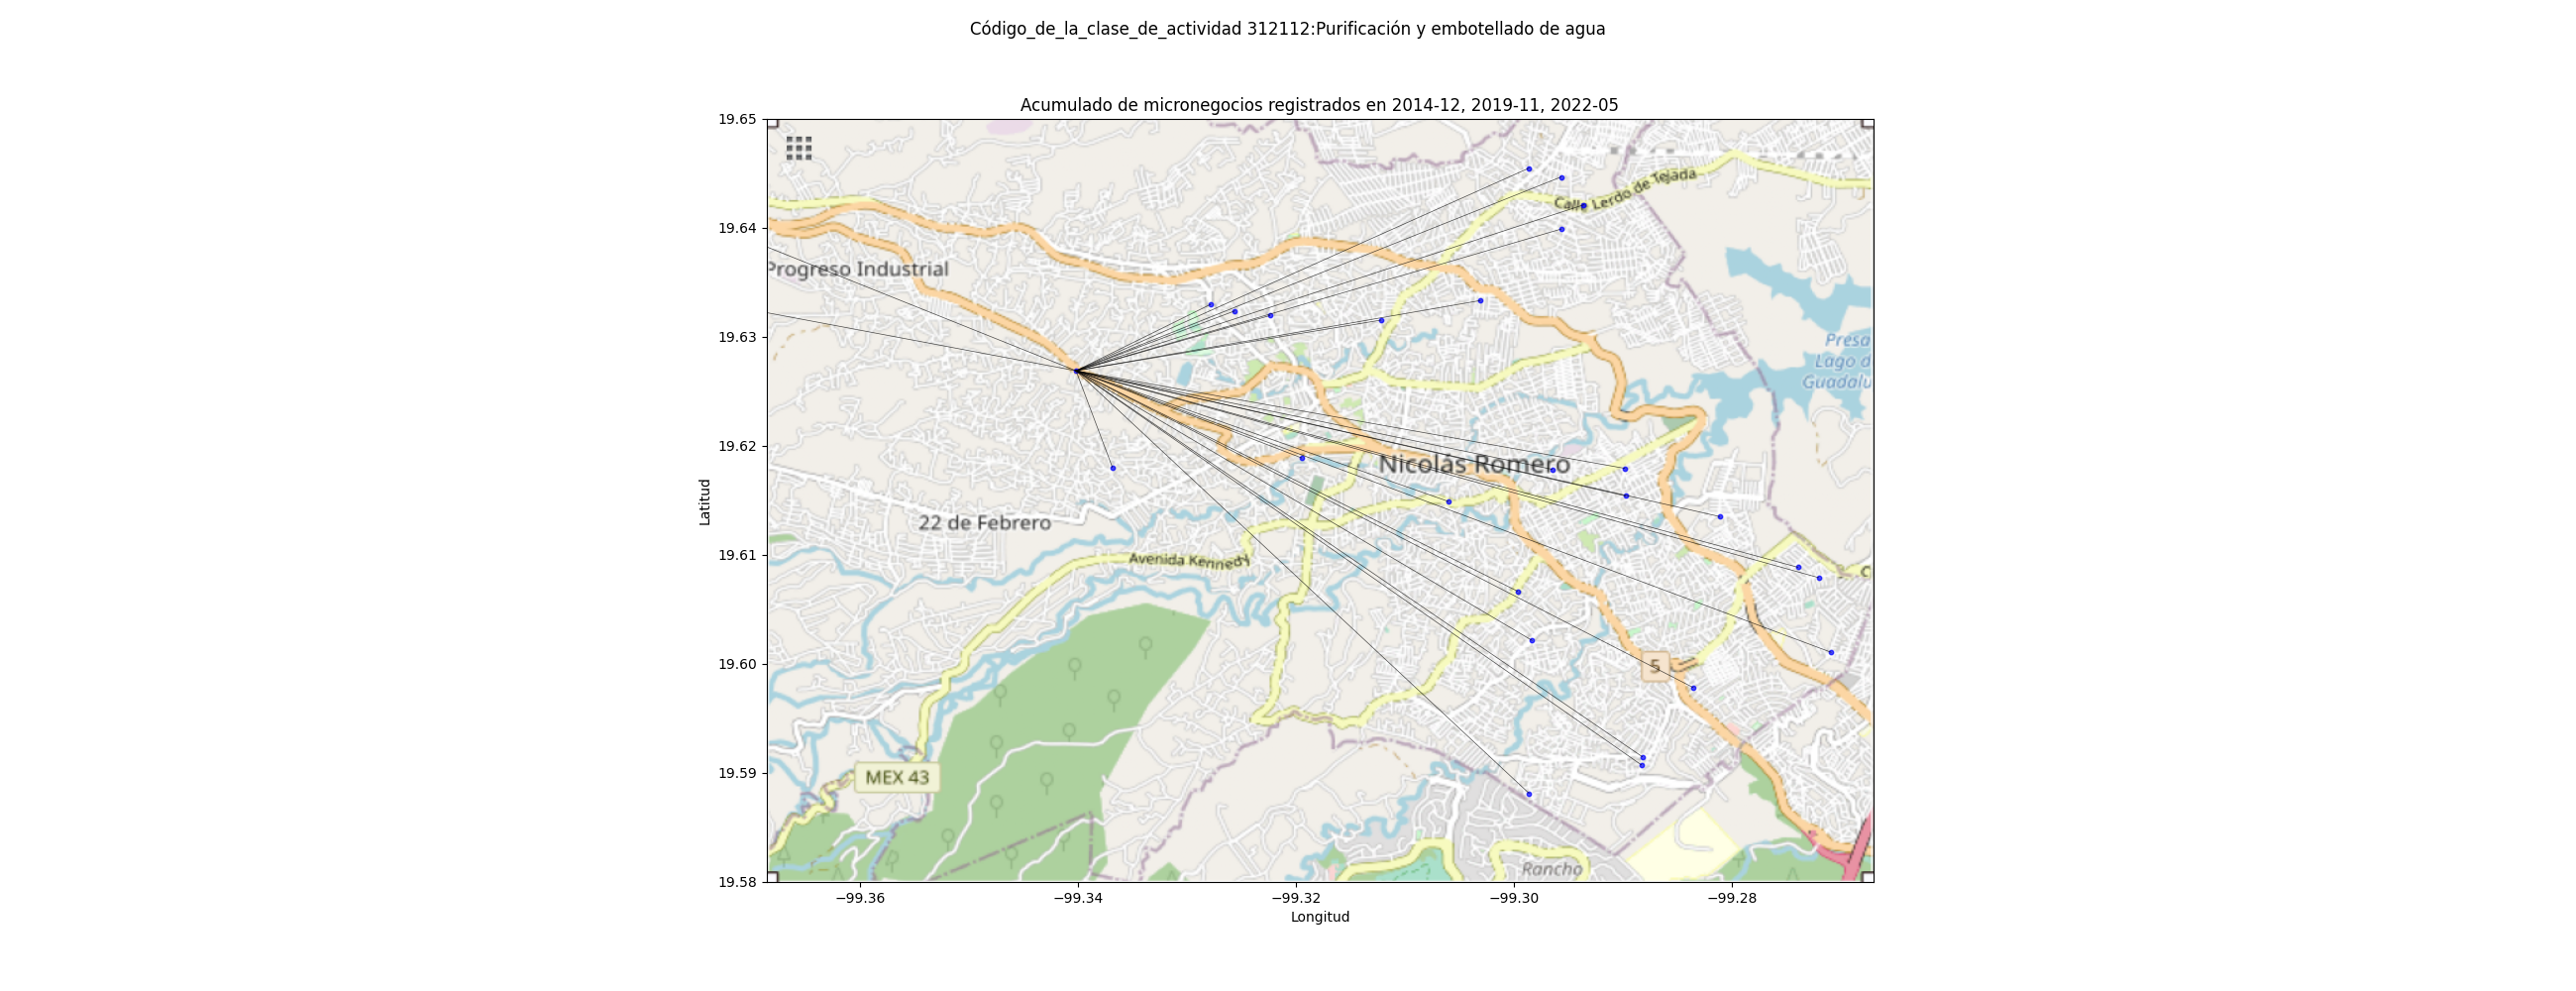 Código_de_la_clase_de_actividad 312112:Purificación y embotellado de agua
Acumulado de micronegocios registrados en 2014-12, 2019-11, 2022-05
19.65
Calle Lerdo de Tejada
19.64
Progreso Industrial
19.63
Presa
Lago d
Guadalu
19.62
Nicolás Romero
22 de Febrero
19.61
Avenida Kennedy
C
19.60
5
19.59
MEX 43
Rancho
19.58
Latitud
−99.36 −99.34 −99.32 −99.30 −99.28
Longitud